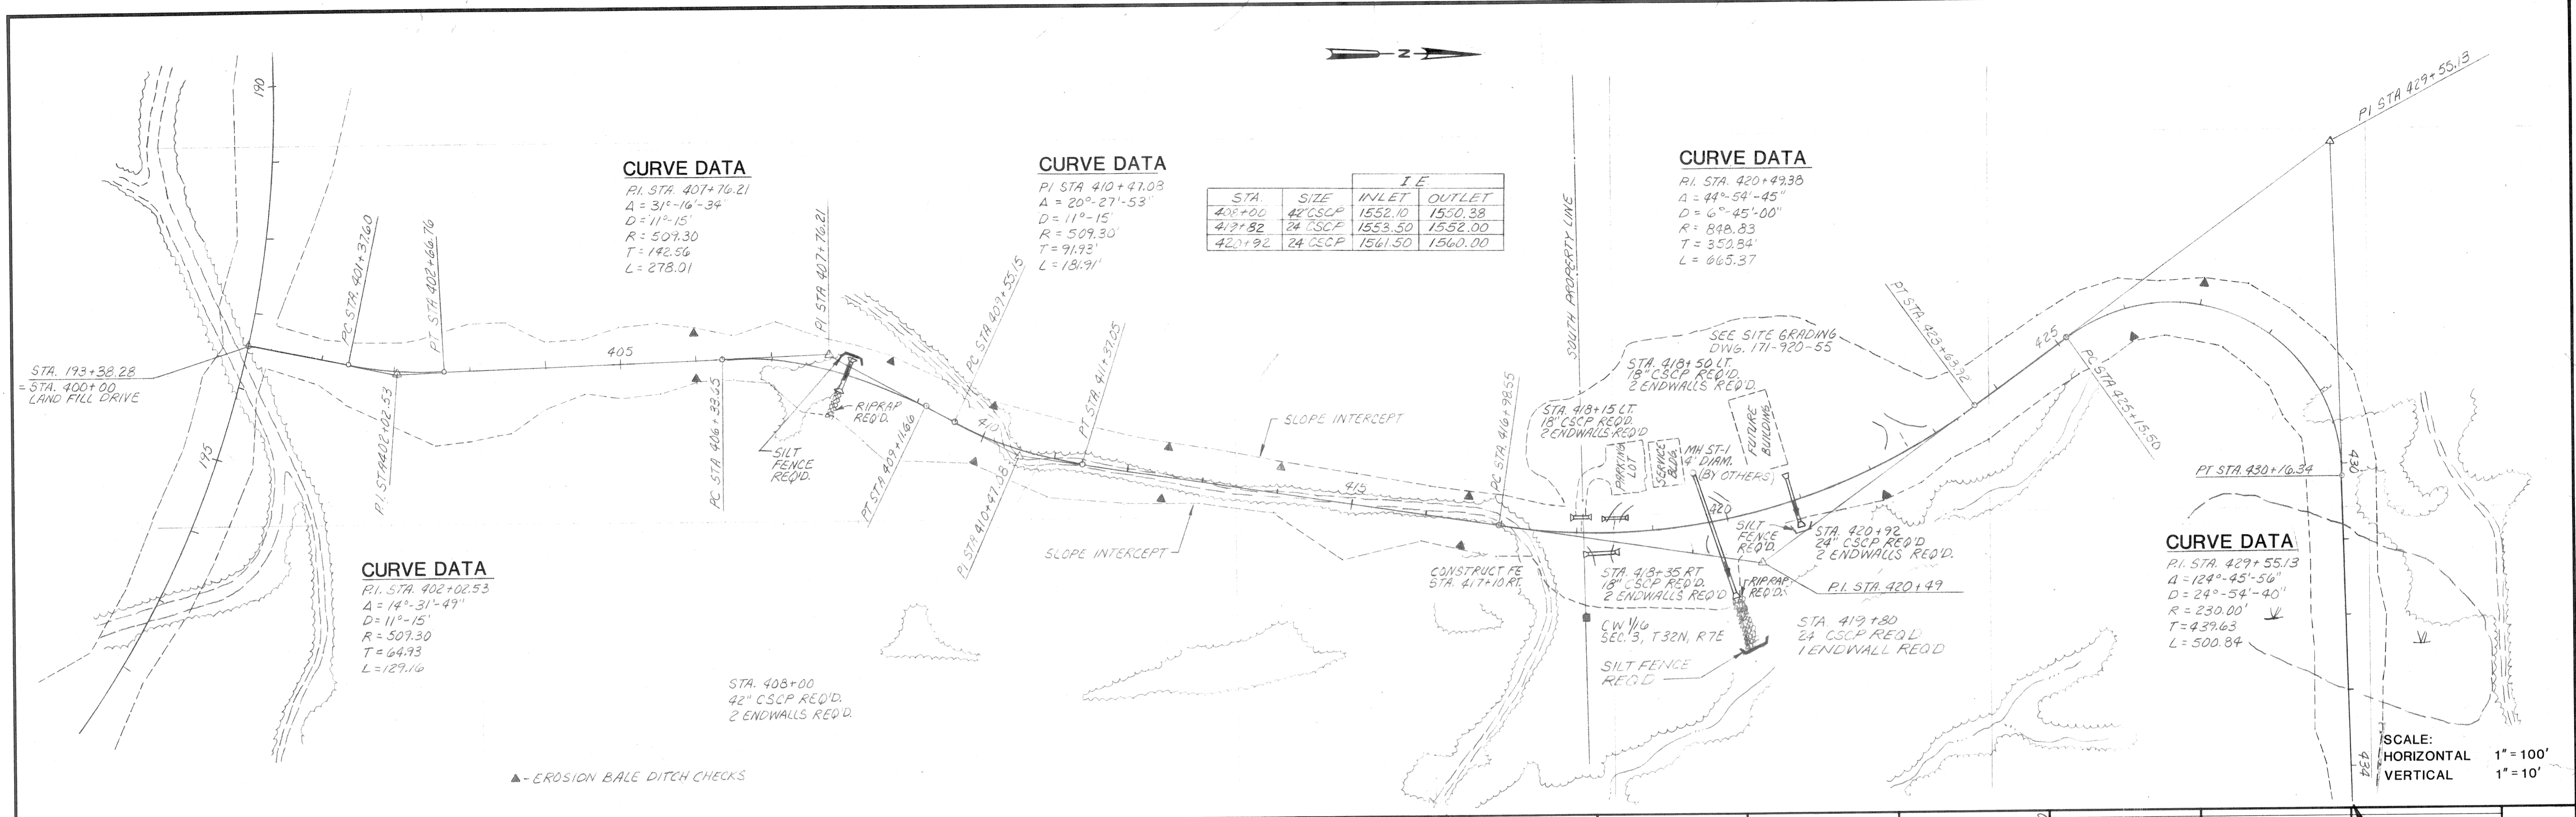 N
190
195
STA. 193+38.28
= STA. 400+00
LAND FILL DRIVE
PC STA. 401+37.60
PT STA 402+66.76
P.I. STA 402+02.53
CURVE DATA
P.I. STA. 402+02.53
Δ = 14°-31'-49"
D = 11°-15'
R = 509.30
T = 64.93
L = 129.16
405
CURVE DATA
P.I. STA. 407+76.21
Δ = 31°-16'-34"
D = 11°-15'
R = 509.30
T = 142.56
L = 278.01
PI STA 407+76.21
PC STA 406+33.65
RIPRAP
REQ'D.
SILT
FENCE
REQ'D.
PT STA 409+11.66
STA. 408+00
42" CSCP REQ'D.
2 ENDWALLS REQ'D.
▲ - EROSION BALE DITCH CHECKS
CURVE DATA
PI STA 410+47.08
Δ = 20°-27'-53"
D = 11°-15'
R = 509.30'
T = 91.93'
L = 181.91'
PC STA 409+55.15
410
PI STA 410+47.08
PT STA. 411+37.05
SLOPE INTERCEPT
SLOPE INTERCEPT
415
I E
STA. SIZE INLET OUTLET
408+00 42" CSCP 1552.10 1550.38
419+82 24 CSCP 1553.50 1552.00
420+92 24 CSCP 1561.50 1560.00
PC STA. 416+98.55
SOUTH PROPERTY LINE
CONSTRUCT FE
STA. 417+10 RT.
CURVE DATA
P.I. STA. 420+49.38
Δ = 44°-54'-45"
D = 6°-45'-00"
R = 848.83
T = 350.84'
L = 665.37
SEE SITE GRADING
DWG. 171-920-55
STA. 418+50 LT.
18" CSCP REQ'D.
2 ENDWALLS REQ'D.
STA. 418+15 LT.
18" CSCP REQ'D.
2 ENDWALLS REQ'D
PARKING
LOT
SERVICE
BLDG.
MH ST-1
4' DIAM.
(BY OTHERS)
FUTURE
BUILDING
420
SILT
FENCE
REQ'D.
STA. 420+92
24" CSCP REQ'D
2 ENDWALLS REQ'D.
STA. 418+35 RT
18" CSCP REQ'D.
2 ENDWALLS REQ'D
RIPRAP
REQ'D.
P.I. STA. 420+49
CW 1/16
SEC. 3, T32N, R7E
STA. 419+80
24 CSCP REQ'D
1 ENDWALL REQ'D
SILT FENCE
REQ'D
PT STA. 423+63.92
425
PC STA 425+15.50
PI STA 429+55.13
PT STA. 430+16.34
430
CURVE DATA
P.I. STA. 429+55.13
Δ = 124°-45'-56"
D = 24°-54'-40"
R = 230.00'
T = 439.63
L = 500.84
434
SCALE:
HORIZONTAL 1" = 100'
VERTICAL 1" = 10'